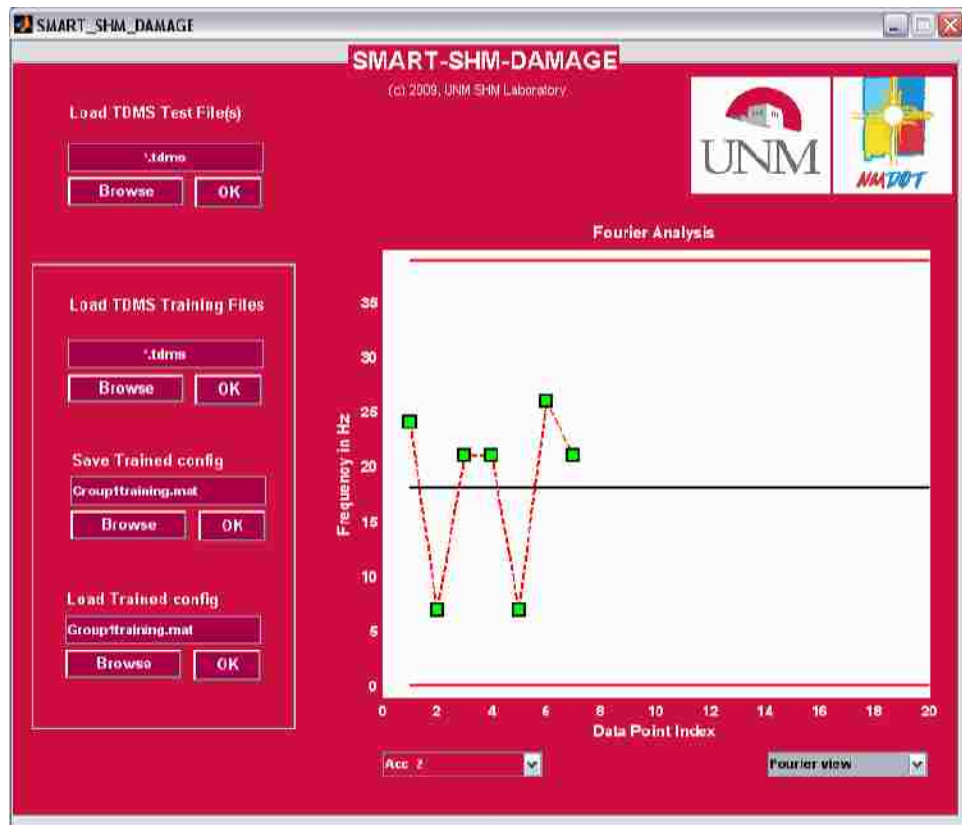 SMART_SHM_DAMAGE
SMART-SHM-DAMAGE
(c) 2009, UNM SHM Laboratory
UNM
NMDOT
Load TDMS Test File(s)
*.tdms
Browse
OK
Load TDMS Training Files
*.tdms
Browse
OK
Save Trained config
Group1training.mat
Browse
OK
Load Trained config
Group1training.mat
Browse
OK
Fourier Analysis
Frequency in Hz
35
30
25
20
15
10
5
0
0 2 4 6 8 10 12 14 16 18 20
Data Point Index
Acc 2
Fourier view